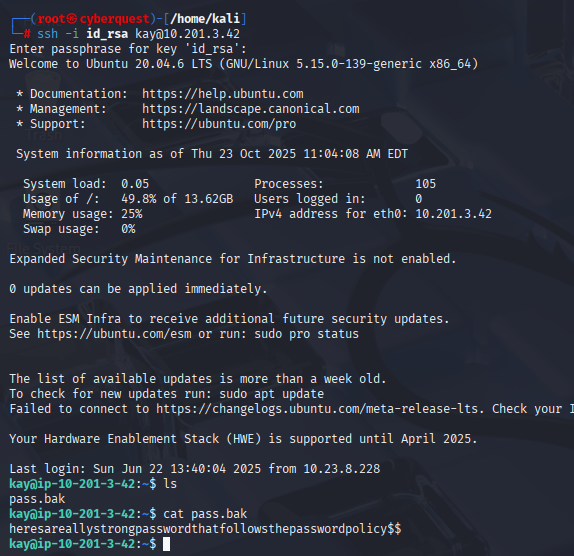 ┌──(root㉿cyberquest)-[/home/kali]
└─# ssh -i id_rsa kay@10.201.3.42
Enter passphrase for key 'id_rsa':
Welcome to Ubuntu 20.04.6 LTS (GNU/Linux 5.15.0-139-generic x86_64)

 * Documentation:  https://help.ubuntu.com
 * Management:     https://landscape.canonical.com
 * Support:        https://ubuntu.com/pro

 System information as of Thu 23 Oct 2025 11:04:08 AM EDT

  System load:  0.05               Processes:             105
  Usage of /:   49.8% of 13.62GB   Users logged in:       0
  Memory usage: 25%                IPv4 address for eth0: 10.201.3.42
  Swap usage:   0%

Expanded Security Maintenance for Infrastructure is not enabled.

0 updates can be applied immediately.

Enable ESM Infra to receive additional future security updates.
See https://ubuntu.com/esm or run: sudo pro status


The list of available updates is more than a week old.
To check for new updates run: sudo apt update
Failed to connect to https://changelogs.ubuntu.com/meta-release-lts. Check your

Your Hardware Enablement Stack (HWE) is supported until April 2025.

Last login: Sun Jun 22 13:40:04 2025 from 10.23.8.228
kay@ip-10-201-3-42:~$ ls
pass.bak
kay@ip-10-201-3-42:~$ cat pass.bak
heresareallystrongpasswordthatfollowsthepasswordpolicy$$
kay@ip-10-201-3-42:~$